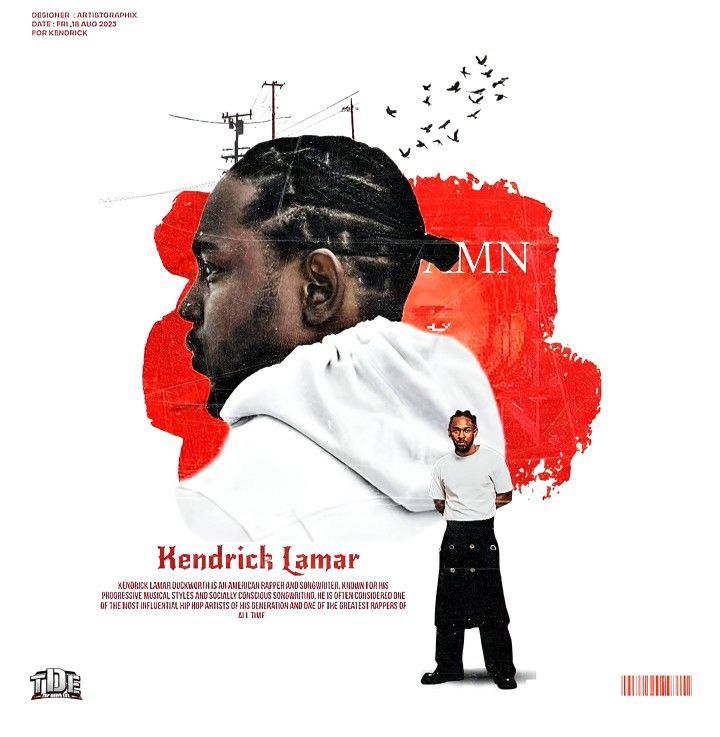 DESIGNER : ARTISTGRAPHIX
DATE : FRI ,18 AUG 2023
FOR KENDRICK
AMN
Kendrick Lamar
KENDRICK LAMAR DUCKWORTH IS AN AMERICAN RAPPER AND SONGWRITER. KNOWN FOR HIS
PROGRESSIVE MUSICAL STYLES AND SOCIALLY CONSCIOUS SONGWRITING, HE IS OFTEN CONSIDERED ONE
OF THE MOST INFLUENTIAL HIP HOP ARTISTS OF HIS GENERATION AND ONE OF THE GREATEST RAPPERS OF
ALL TIME
TDE